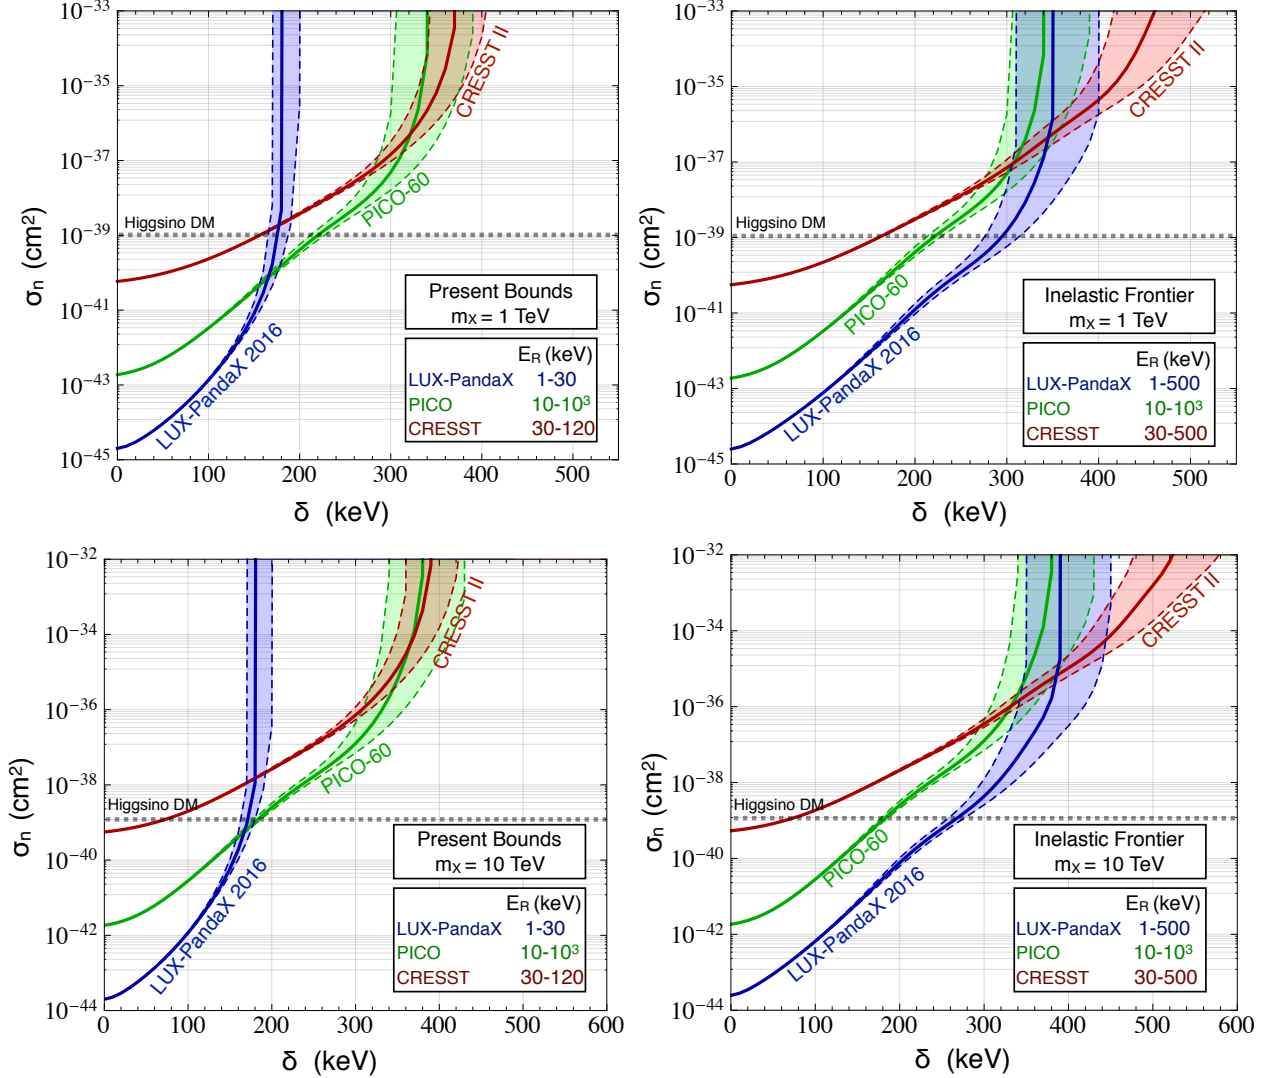 10−33
10−35
10−37
10−39
10−41
10−43
10−45
σn (cm2)
Higgsino DM
CRESST II
PICO-60
LUX-PandaX 2016
Present Bounds
mX = 1 TeV
ER (keV)
LUX-PandaX 1-30
PICO 10-103
CRESST 30-120
0 100 200 300 400 500
δ (keV)
10−33
10−35
10−37
10−39
10−41
10−43
10−45
σn (cm2)
Higgsino DM
CRESST II
PICO-60
LUX-PandaX 2016
Inelastic Frontier
mX = 1 TeV
ER (keV)
LUX-PandaX 1-500
PICO 10-103
CRESST 30-500
0 100 200 300 400 500
δ (keV)
10−32
10−34
10−36
10−38
10−40
10−42
10−44
σn (cm2)
Higgsino DM
CRESST II
PICO-60
LUX-PandaX 2016
Present Bounds
mX = 10 TeV
ER (keV)
LUX-PandaX 1-30
PICO 10-103
CRESST 30-120
0 100 200 300 400 500 600
δ (keV)
10−32
10−34
10−36
10−38
10−40
10−42
10−44
σn (cm2)
Higgsino DM
CRESST II
PICO-60
LUX-PandaX 2016
Inelastic Frontier
mX = 10 TeV
ER (keV)
LUX-PandaX 1-500
PICO 10-103
CRESST 30-500
0 100 200 300 400 500 600
δ (keV)